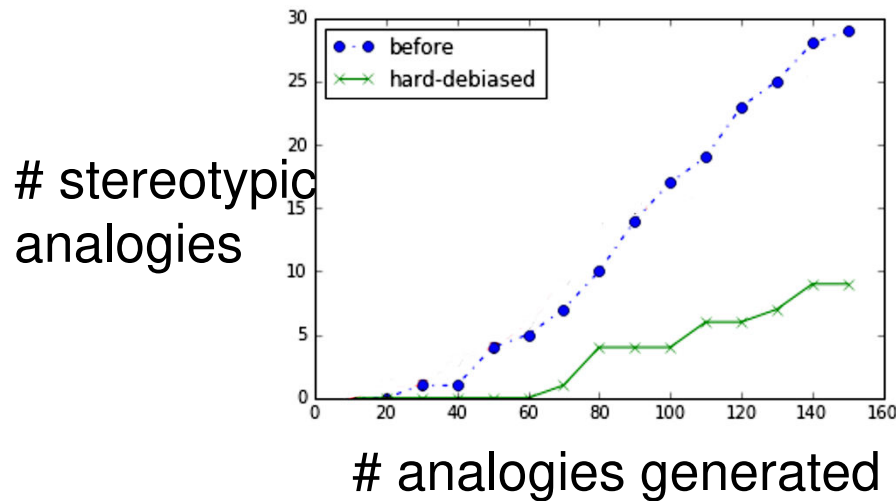 30
25
20
15
10
5
0
before
hard-debiased
# stereotypic
analogies
0 20 40 60 80 100 120 140 160
# analogies generated